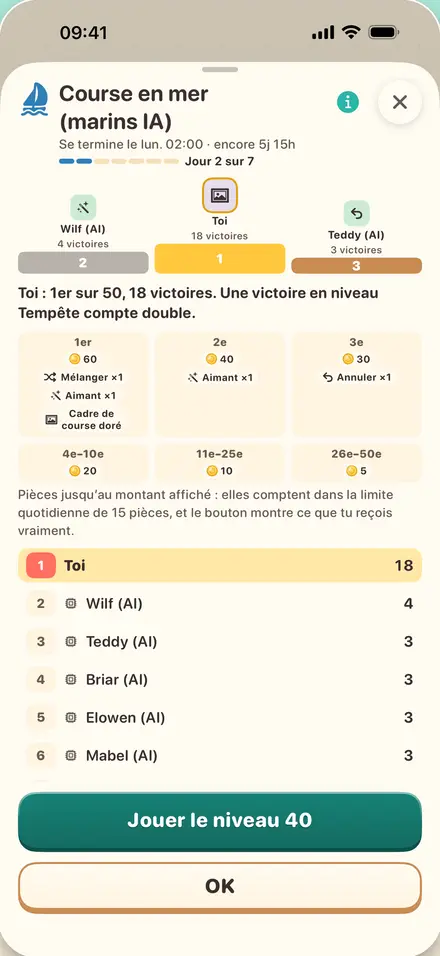 09:41
Course en mer
(marins IA)
Se termine le lun. 02:00 · encore 5j 15h
Jour 2 sur 7
Wilf (AI)
4 victoires
2
Toi
18 victoires
1
Teddy (AI)
3 victoires
3
Toi : 1er sur 50, 18 victoires. Une victoire en niveau
Tempête compte double.
1er
60
Mélanger ×1
Aimant ×1
Cadre de
course doré
2e
40
Aimant ×1
3e
30
Annuler ×1
4e–10e
20
11e–25e
10
26e–50e
5
Pièces jusqu’au montant affiché : elles comptent dans la limite
quotidienne de 15 pièces, et le bouton montre ce que tu reçois
vraiment.
1 Toi 18
2 Wilf (AI) 4
3 Teddy (AI) 3
4 Briar (AI) 3
5 Elowen (AI) 3
6 Mabel (AI) 3
Jouer le niveau 40
OK